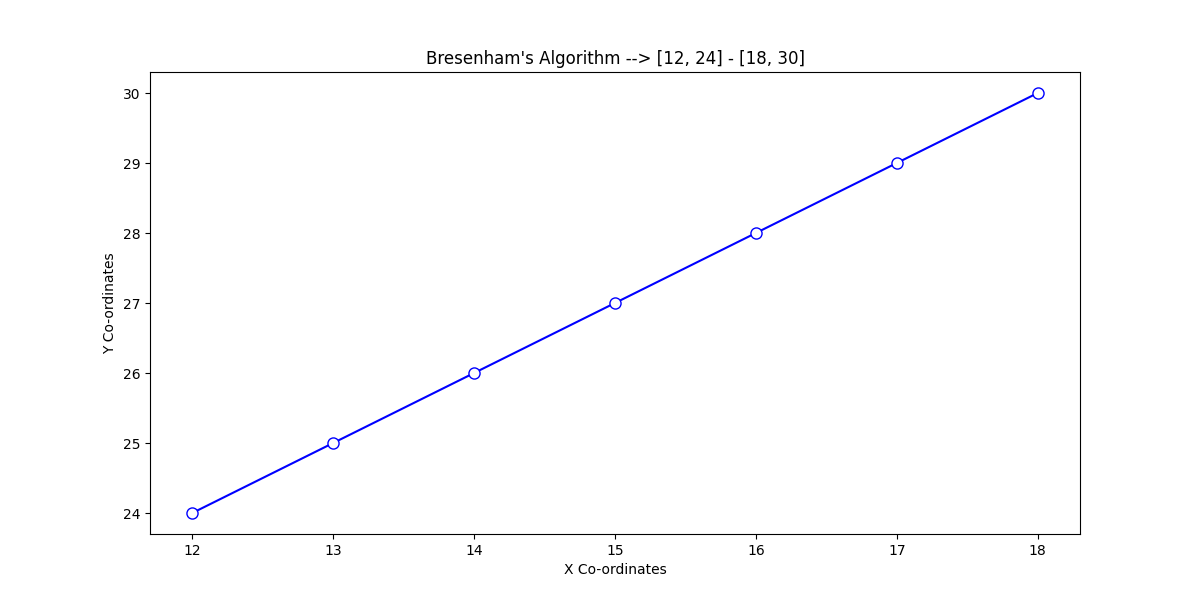 Bresenham's Algorithm --> [12, 24] - [18, 30]
30
29
28
27
26
25
24
Y Co-ordinates
12 13 14 15 16 17 18
X Co-ordinates